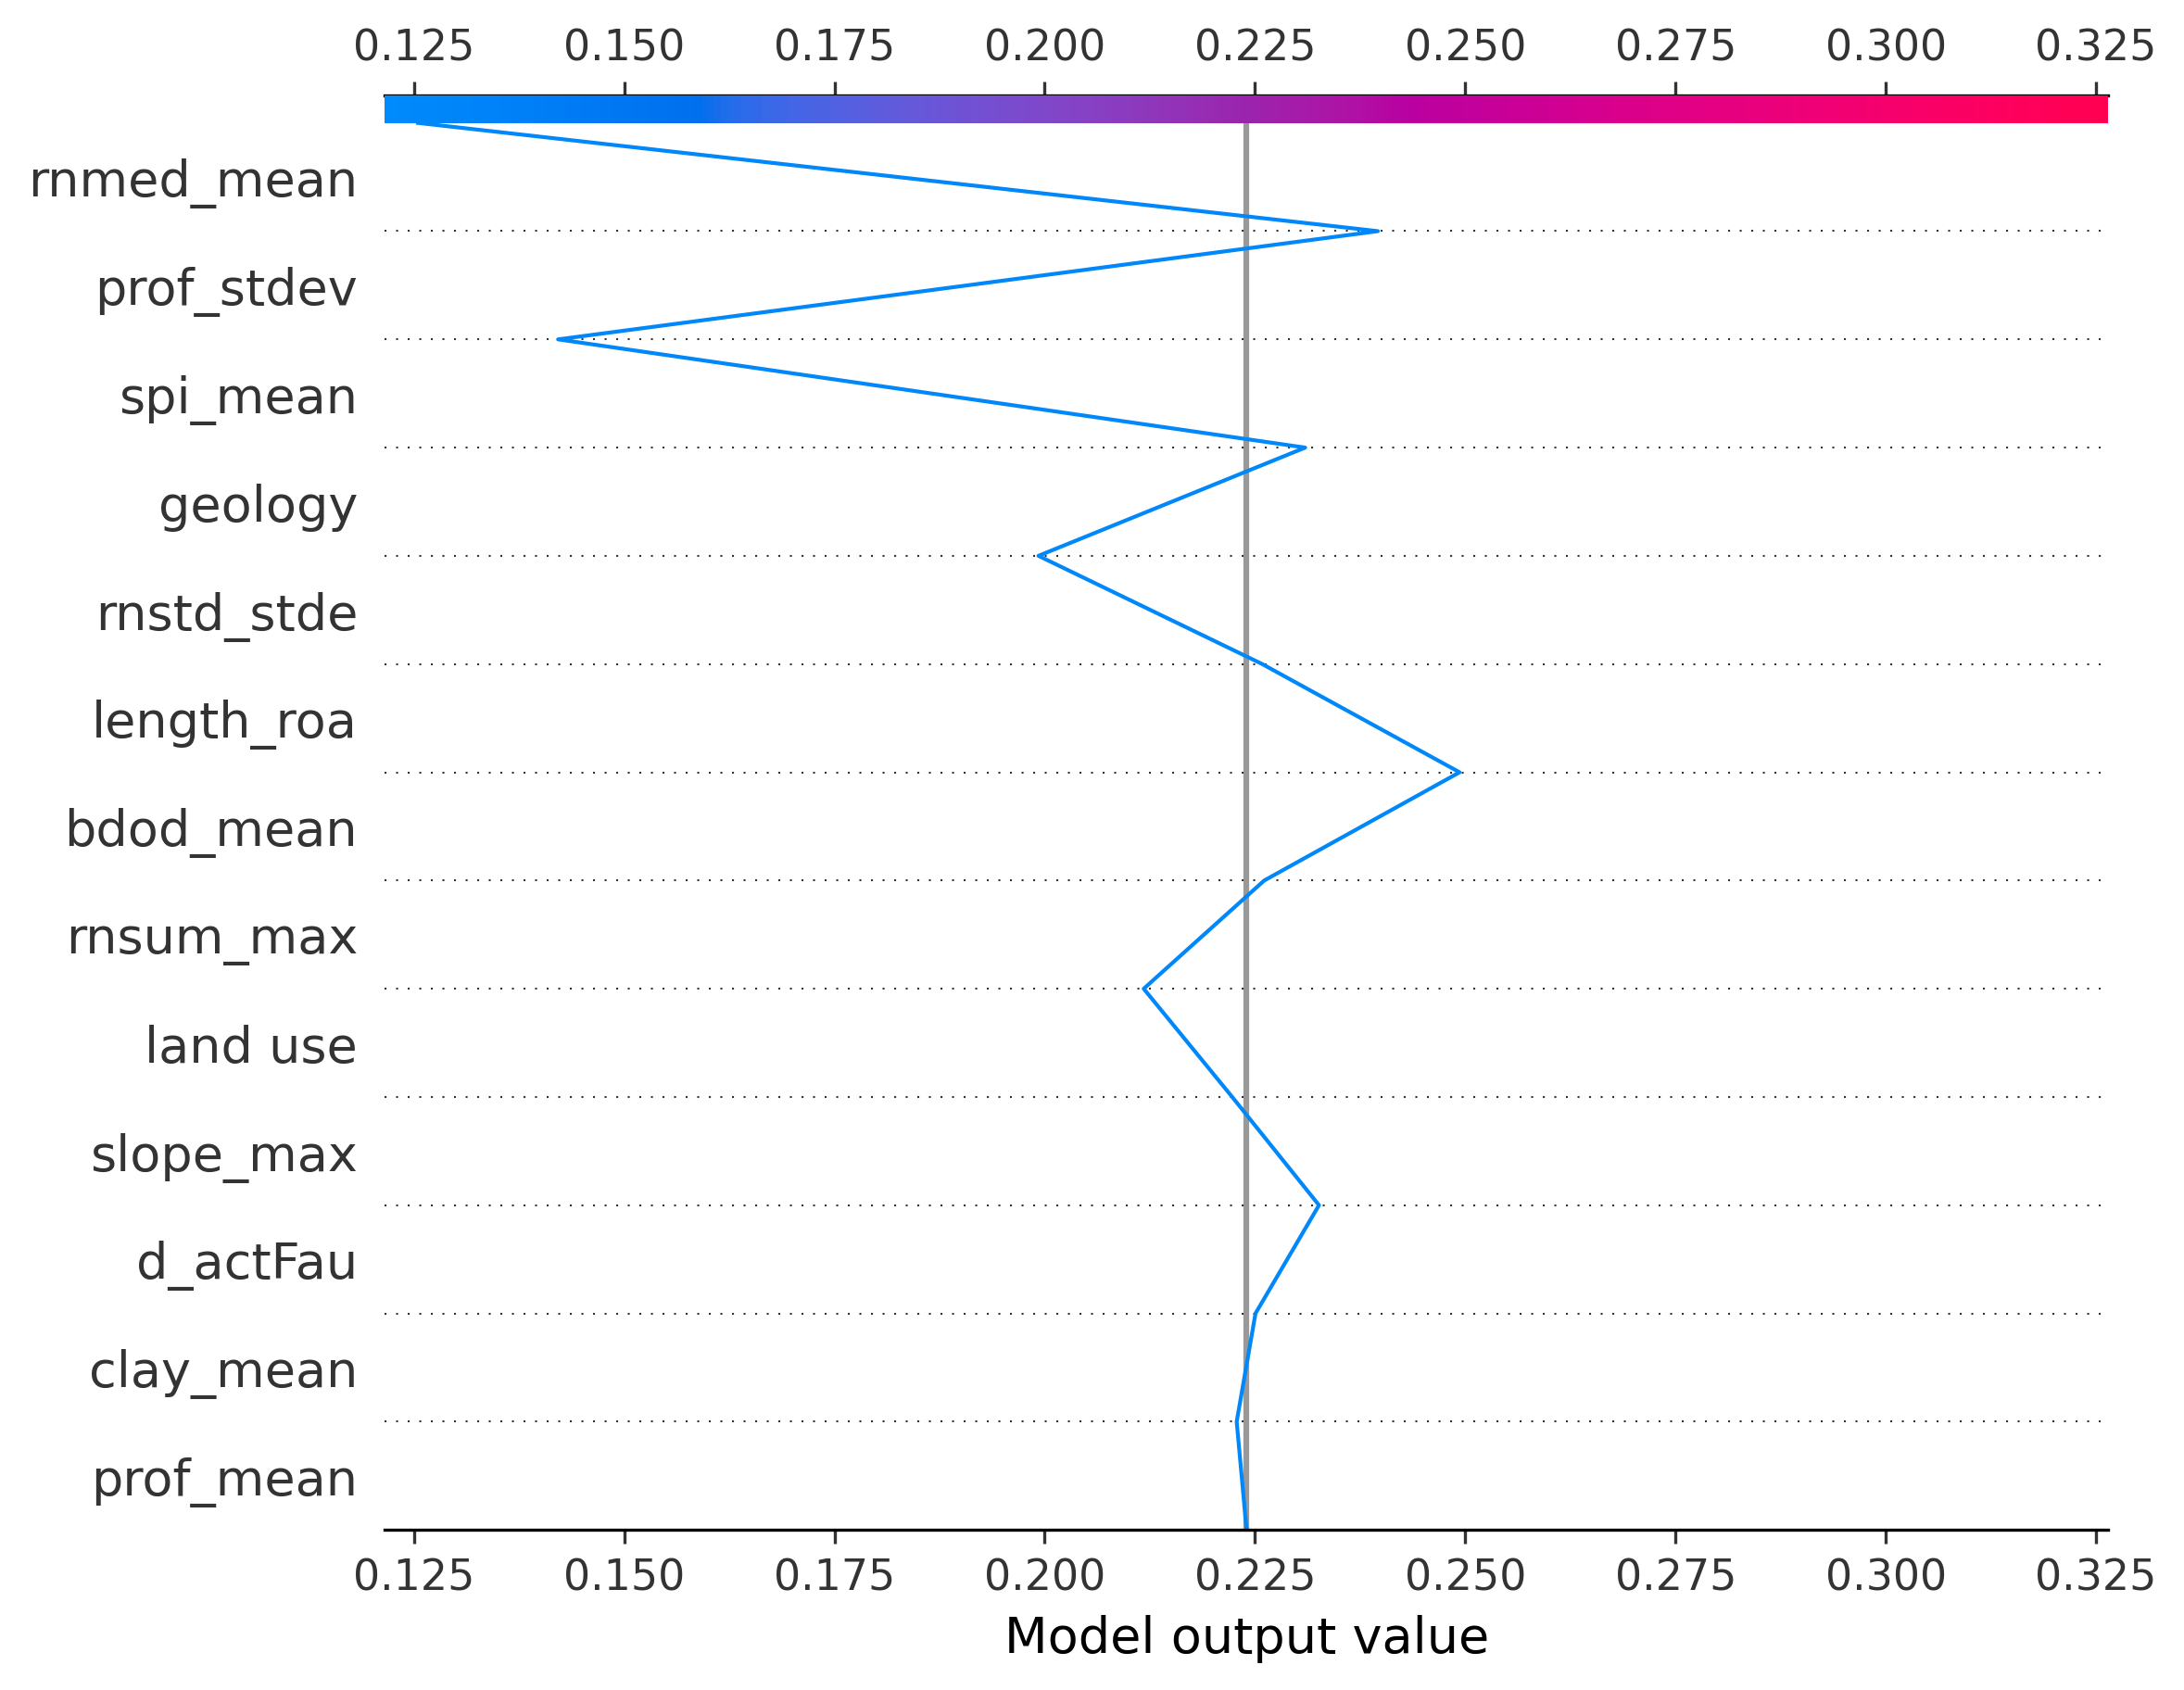 0.125 0.150 0.175 0.200 0.225 0.250 0.275 0.300 0.325
rnmed_mean
prof_stdev
spi_mean
geology
rnstd_stde
length_roa
bdod_mean
rnsum_max
land use
slope_max
d_actFau
clay_mean
prof_mean
0.125 0.150 0.175 0.200 0.225 0.250 0.275 0.300 0.325
Model output value